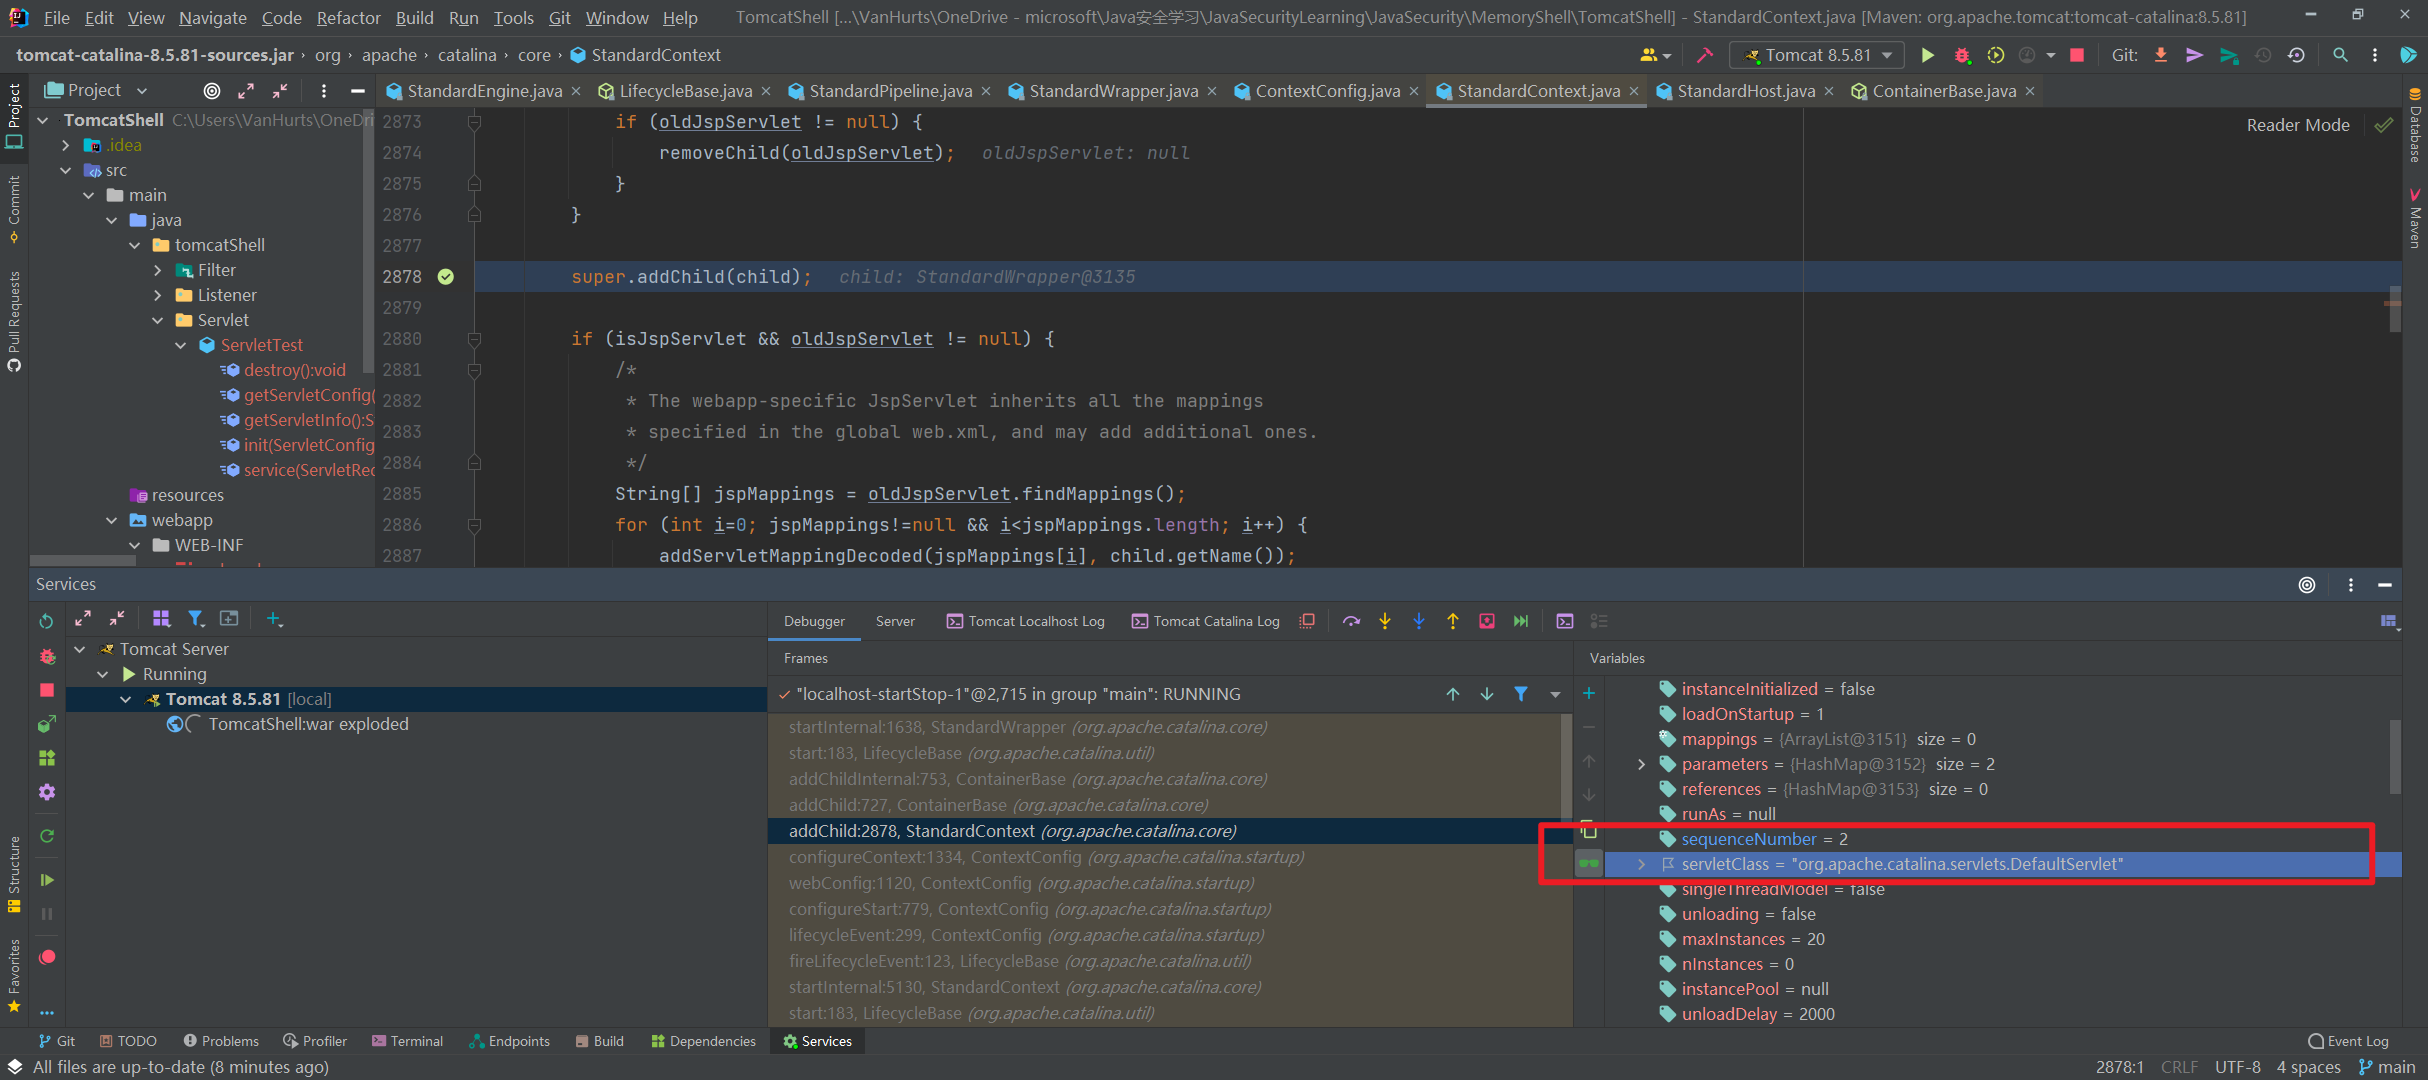 File Edit View Navigate Code Refactor Build Run Tools Git Window Help TomcatShell [...\VanHurts\OneDrive - microsoft\Java安全学习\JavaSecurityLearning\JavaSecurity\MemoryShell\TomcatShell] - StandardContext.java [Maven: org.apache.tomcat:tomcat-catalina:8.5.81]
tomcat-catalina-8.5.81-sources.jar › org › apache › catalina › core › StandardContext Tomcat 8.5.81 Git:
Project StandardEngine.java LifecycleBase.java StandardPipeline.java StandardWrapper.java ContextConfig.java StandardContext.java StandardHost.java ContainerBase.java
Project
Commit
Pull Requests
Structure
Favorites
TomcatShell C:\Users\VanHurts\OneDri
.idea
src
main
java
tomcatShell
Filter
Listener
Servlet
ServletTest
destroy():void
getServletConfig(
getServletInfo():S
init(ServletConfig
service(ServletRec
resources
webapp
WEB-INF
Reader Mode
2873 if (oldJspServlet != null) {
2874 removeChild(oldJspServlet); oldJspServlet: null
2875 }
2876 }
2877
2878 super.addChild(child); child: StandardWrapper@3135
2879
2880 if (isJspServlet && oldJspServlet != null) {
2881 /*
2882 * The webapp-specific JspServlet inherits all the mappings
2883 * specified in the global web.xml, and may add additional ones.
2884 */
2885 String[] jspMappings = oldJspServlet.findMappings();
2886 for (int i=0; jspMappings!=null && i<jspMappings.length; i++) {
2887 addServletMappingDecoded(jspMappings[i], child.getName());
Database
Maven
Services
Tomcat Server
Running
Tomcat 8.5.81 [local]
TomcatShell:war exploded
Debugger Server Tomcat Localhost Log Tomcat Catalina Log
Frames
"localhost-startStop-1"@2,715 in group "main": RUNNING
startInternal:1638, StandardWrapper (org.apache.catalina.core)
start:183, LifecycleBase (org.apache.catalina.util)
addChildInternal:753, ContainerBase (org.apache.catalina.core)
addChild:727, ContainerBase (org.apache.catalina.core)
addChild:2878, StandardContext (org.apache.catalina.core)
configureContext:1334, ContextConfig (org.apache.catalina.startup)
webConfig:1120, ContextConfig (org.apache.catalina.startup)
configureStart:779, ContextConfig (org.apache.catalina.startup)
lifecycleEvent:299, ContextConfig (org.apache.catalina.startup)
fireLifecycleEvent:123, LifecycleBase (org.apache.catalina.util)
startInternal:5130, StandardContext (org.apache.catalina.core)
start:183, LifecycleBase (org.apache.catalina.util)
Variables
instanceInitialized = false
loadOnStartup = 1
mappings = {ArrayList@3151} size = 0
parameters = {HashMap@3152} size = 2
references = {HashMap@3153} size = 0
runAs = null
sequenceNumber = 2
servletClass = "org.apache.catalina.servlets.DefaultServlet"
singleThreadModel = false
unloading = false
maxInstances = 20
nInstances = 0
instancePool = null
unloadDelay = 2000
Git TODO Problems Profiler Terminal Endpoints Build Dependencies Services Event Log
All files are up-to-date (8 minutes ago) 2878:1 CRLF UTF-8 4 spaces main